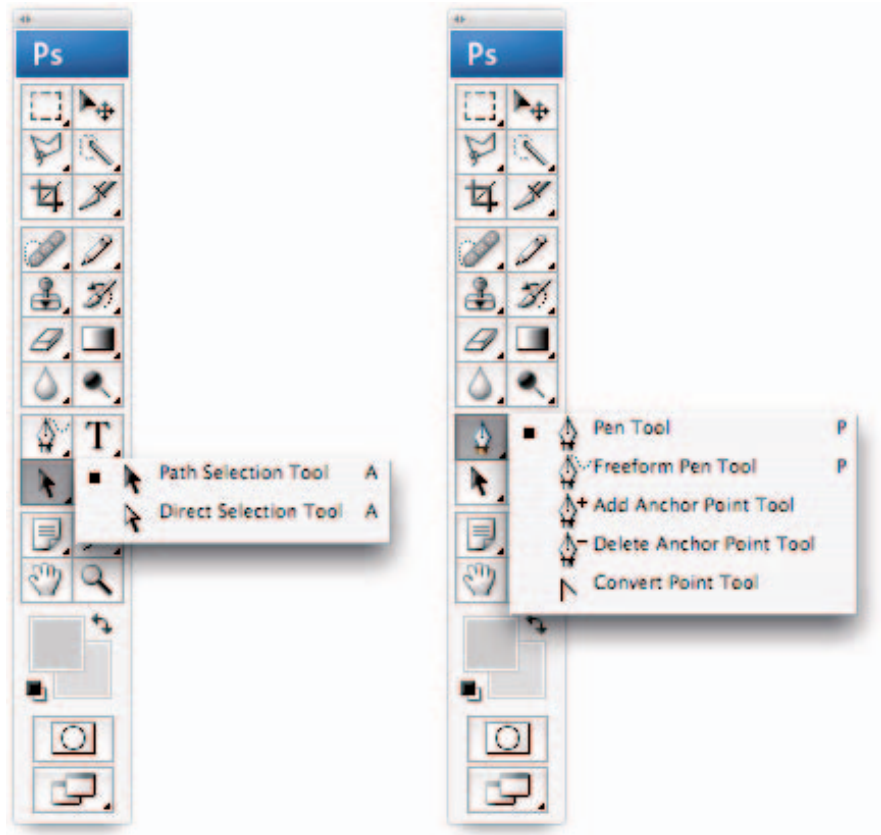 Ps
T
Path Selection Tool A
Direct Selection Tool A
Ps
Pen Tool P
Freeform Pen Tool P
Add Anchor Point Tool
Delete Anchor Point Tool
Convert Point Tool